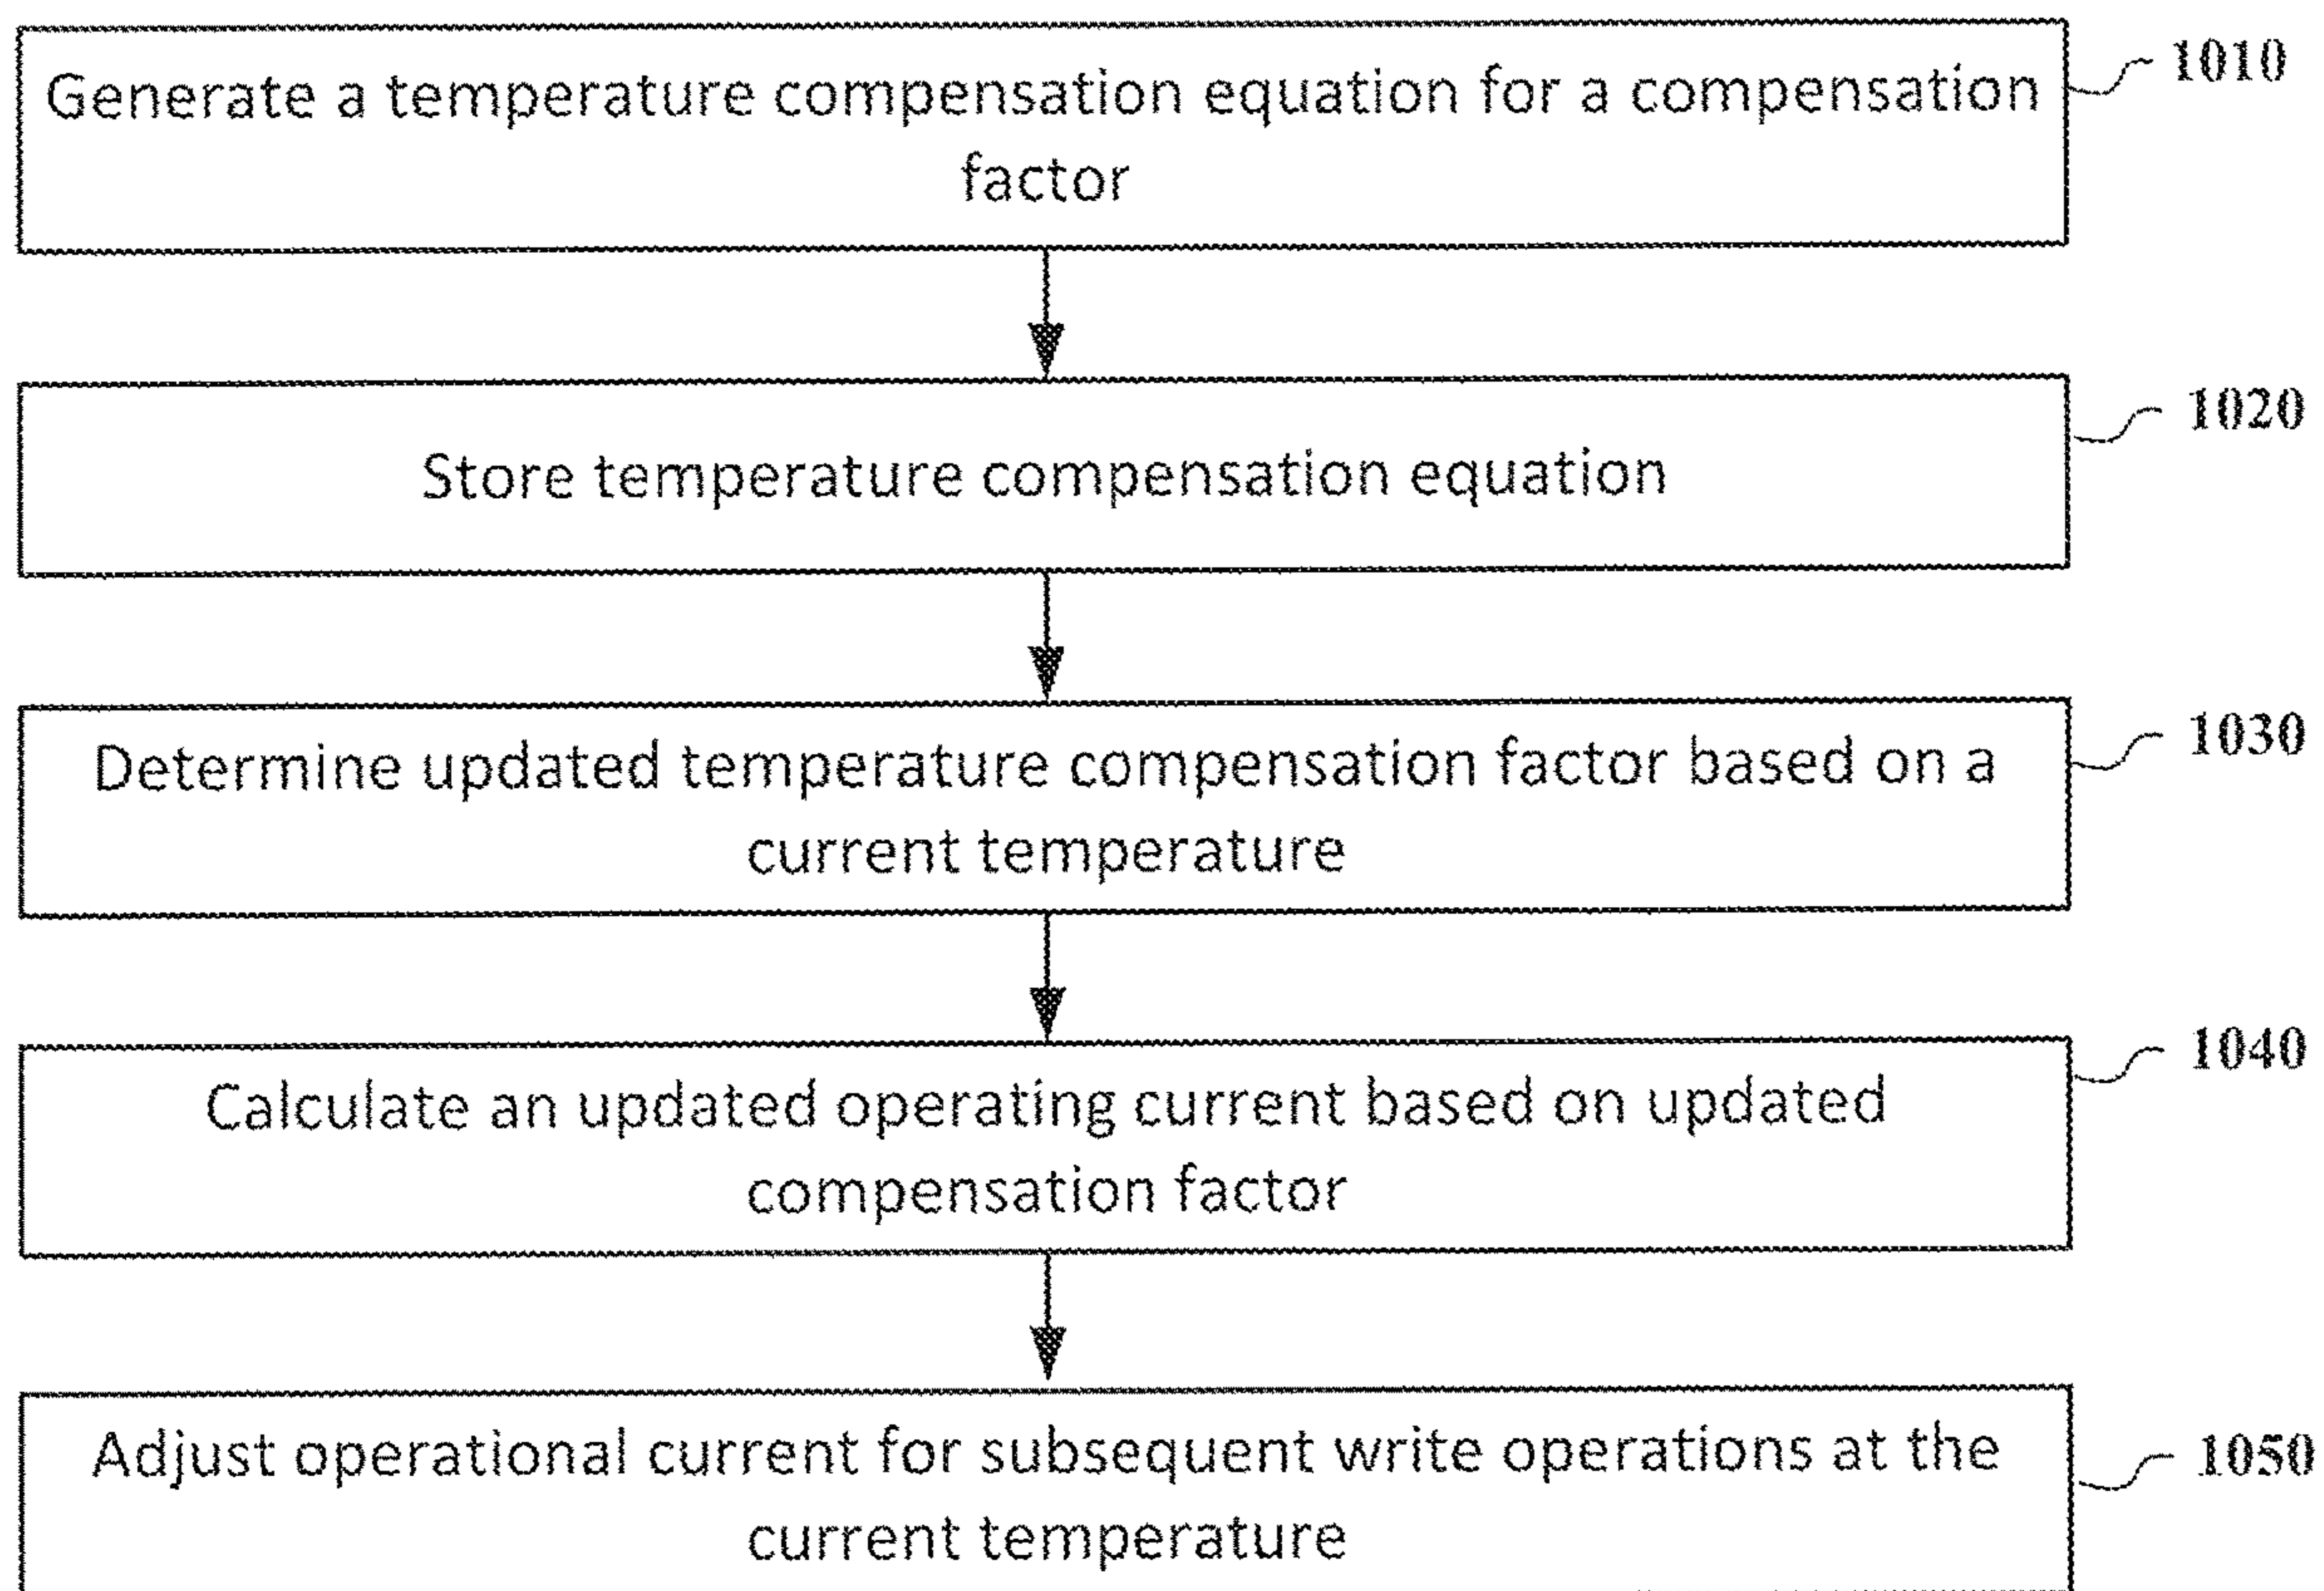 Generate a temperature compensation equation for a compensation
factor
1010
Store temperature compensation equation
1020
Determine updated temperature compensation factor based on a
current temperature
1030
Calculate an updated operating current based on updated
compensation factor
1040
Adjust operational current for subsequent write operations at the
current temperature
1050